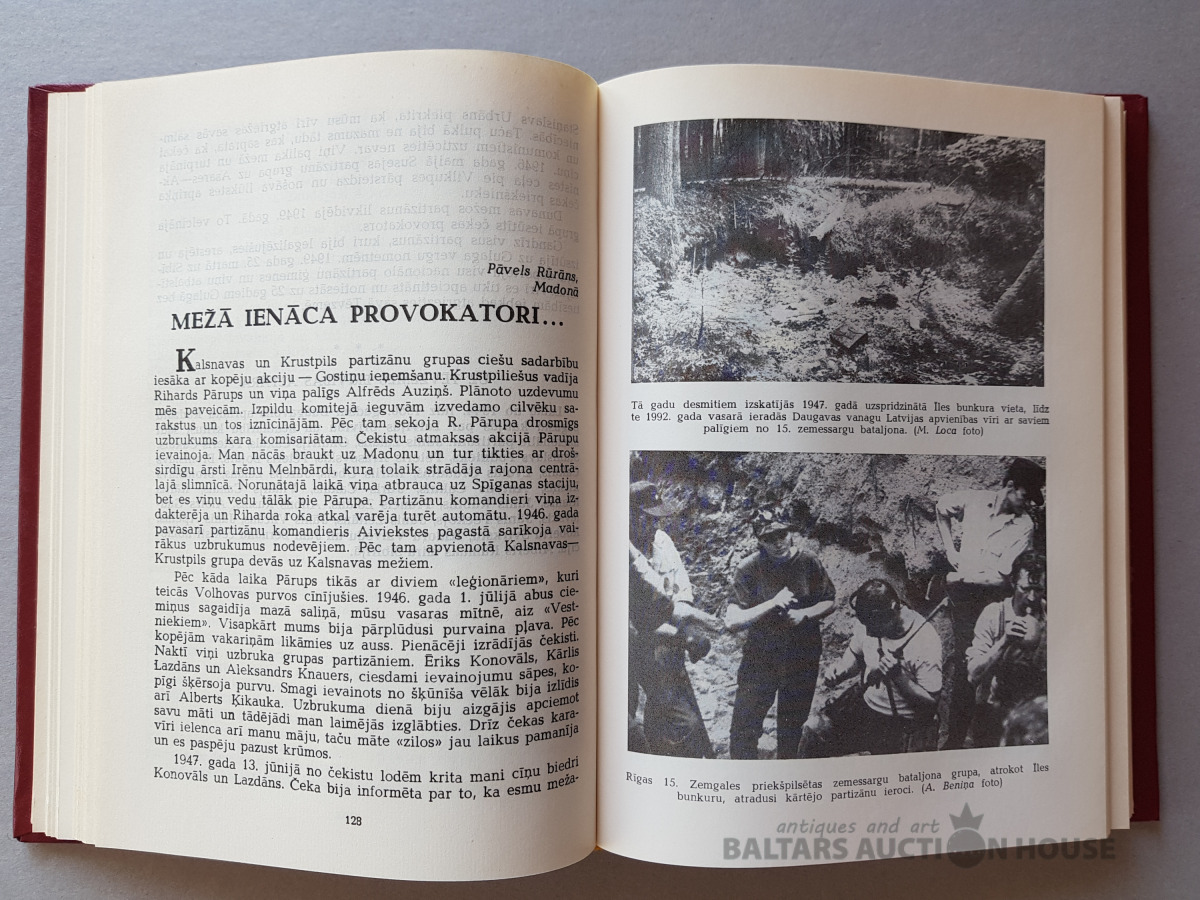 Pāvels Rūrāns,
Madonā
MEŽĀ IENĀCA PROVOKATORI...
Kalsnavas un Krustpils partizānu grupas ciešu sadarbību
iesāka ar kopēju akciju — Gostiņu ieņemšanu. Krustpiliešus vadīja
Rihards Pārups un viņa palīgs Alfrēds Auziņš. Plānoto uzdevumu
mēs paveicām. Izpildu komitejā ieguvām izvedamo cilvēku sa-
rakstus un tos iznīcinājām. Pēc tam sekoja R. Pārupa drosmīgs
uzbrukums kara komisariātam. Čekistu atmaksas akcijā Pārupu
ievainoja. Man nācās braukt uz Madonu un tur tikties ar droš-
sirdīgu ārsti Irēnu Melnbārdi, kura tolaik strādāja rajona centrā-
lajā slimnīcā. Norunātajā laikā viņa atbrauca uz Spīganas staciju,
bet es viņu vedu tālāk pie Pārupa. Partizānu komandieri viņa iz-
dakterēja un Riharda roka atkal varēja turēt automātu. 1946. gada
pavasarī partizānu komandieris Aiviekstes pagastā sarīkoja vai-
rākus uzbrukumus nodevējiem. Pēc tam apvienotā Kalsnavas—
Krustpils grupa devās uz Kalsnavas mežiem.
Pēc kāda laika Pārups tikās ar diviem «leģionāriem», kuri
teicās Volhovas purvos cīnījušies. 1946. gada 1. jūlijā abus cie-
miņus sagaidīja mazā saliņā, mūsu vasaras mītnē, aiz «Vest-
niekiem». Visapkārt mums bija pārplūdusi purvaina pļava. Pēc
kopējām vakariņām likāmies uz auss. Pienācēji izrādījās čekisti.
Naktī viņi uzbruka grupas partizāniem. Ēriks Konovāls, Kārlis
Lazdāns un Aleksandrs Knauers, ciesdami ievainojumu sāpes, ko-
pīgi šķērsoja purvu. Smagi ievainots no šķūnīša vēlāk bija izlīdis
arī Alberts Ķikauka. Uzbrukuma dienā biju aizgājis apciemot
savu māti un tādējādi man laimējās izglābties. Drīz čekas kara-
vīri ielenca arī manu māju, taču māte «zilos» jau laikus pamanīja
un es paspēju pazust krūmos.
1947. gada 13. jūnijā no čekistu lodēm krita mani cīņu biedri
Konovāls un Lazdāns. Čeka bija informēta par to, ka esmu meža-
128
Tā gadu desmitiem izskatījās 1947. gadā uzspridzinātā Īles bunkura vieta, līdz
te 1992. gada vasarā ieradās Daugavas vanagu Latvijas apvienības vīri ar saviem
palīgiem no 15. zemessargu bataljona. (M. Loca foto)
Rīgas 15. Zemgales priekšpilsētas zemessargu bataljona grupa, atrokot Īles
bunkuru, atradusi kārtējo partizānu ieroci. (A. Beniņa foto)
antiques and art
BALTARS AUCTION HOUSE